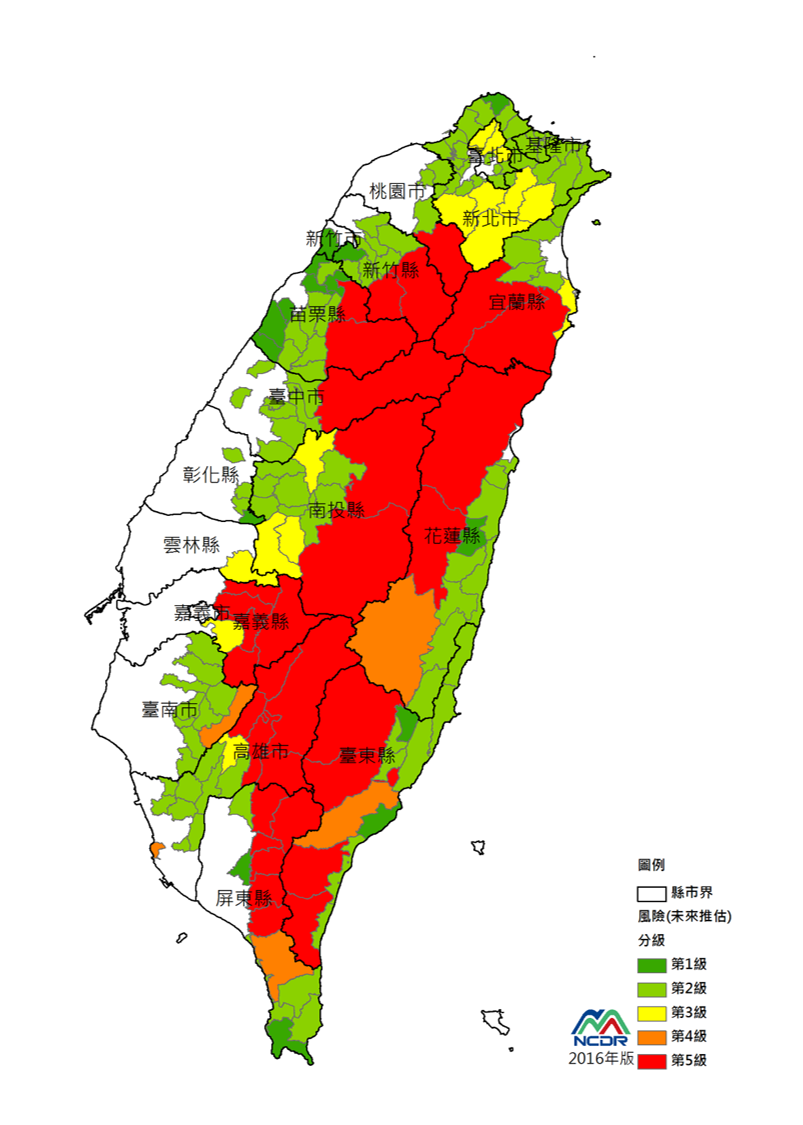 基隆市
臺北市
桃園市
新北市
新竹市
新竹縣
宜蘭縣
苗栗縣
臺中市
彰化縣
南投縣
花蓮縣
雲林縣
嘉義市
嘉義縣
臺南市
高雄市
臺東縣
屏東縣
圖例
縣市界
風險(未來推估)
分級
第1級
第2級
第3級
第4級
第5級
NCDR
2016年版